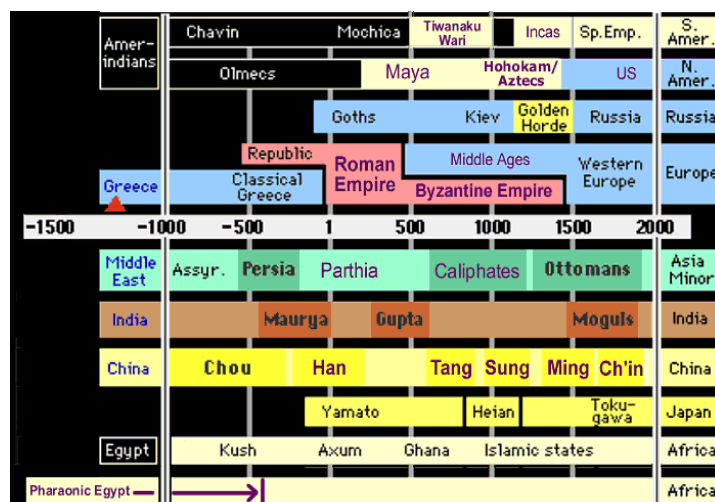 Amer-
indians
Chavin Mochica Tiwanaku
Wari Incas Sp.Emp. S.
Amer.
Olmecs Maya Hohokam/
Aztecs US N.
Amer.
Goths Kiev Golden
Horde Russia Russia
Republic Roman
Empire Middle Ages Western
Europe Europe
Greece Classical
Greece Byzantine Empire
-1500 -1000 -500 1 500 1000 1500 2000
Middle
East Assyr. Persia Parthia Caliphates Ottomans Asia
Minor
India Maurya Gupta Moguls India
China Chou Han Tang Sung Ming Ch'in China
Yamato Heian Toku-
gawa Japan
Egypt Kush Axum Ghana Islamic states Africa
Pharaonic Egypt Africa